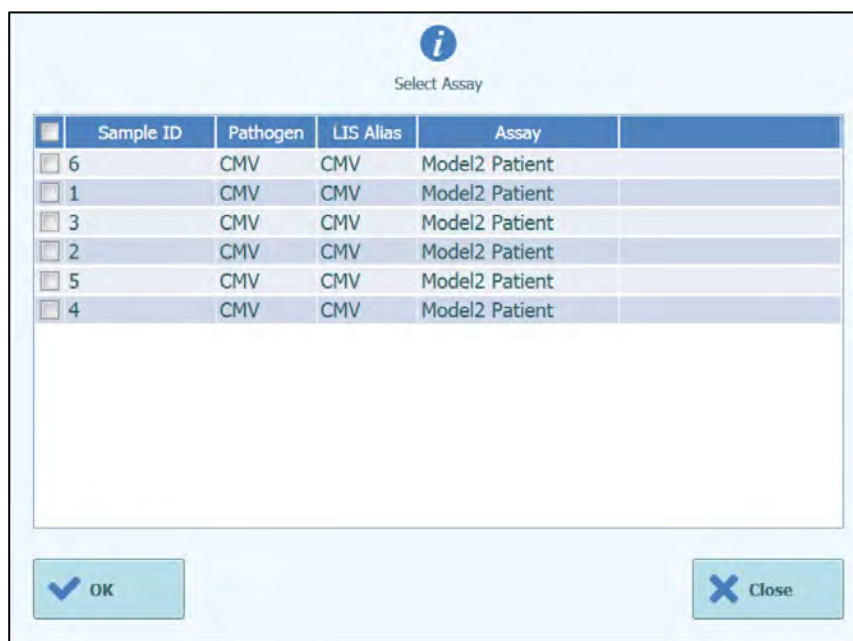 i
Select Assay
Sample ID Pathogen LIS Alias Assay
6 CMV CMV Model2 Patient
1 CMV CMV Model2 Patient
3 CMV CMV Model2 Patient
2 CMV CMV Model2 Patient
5 CMV CMV Model2 Patient
4 CMV CMV Model2 Patient
OK Close